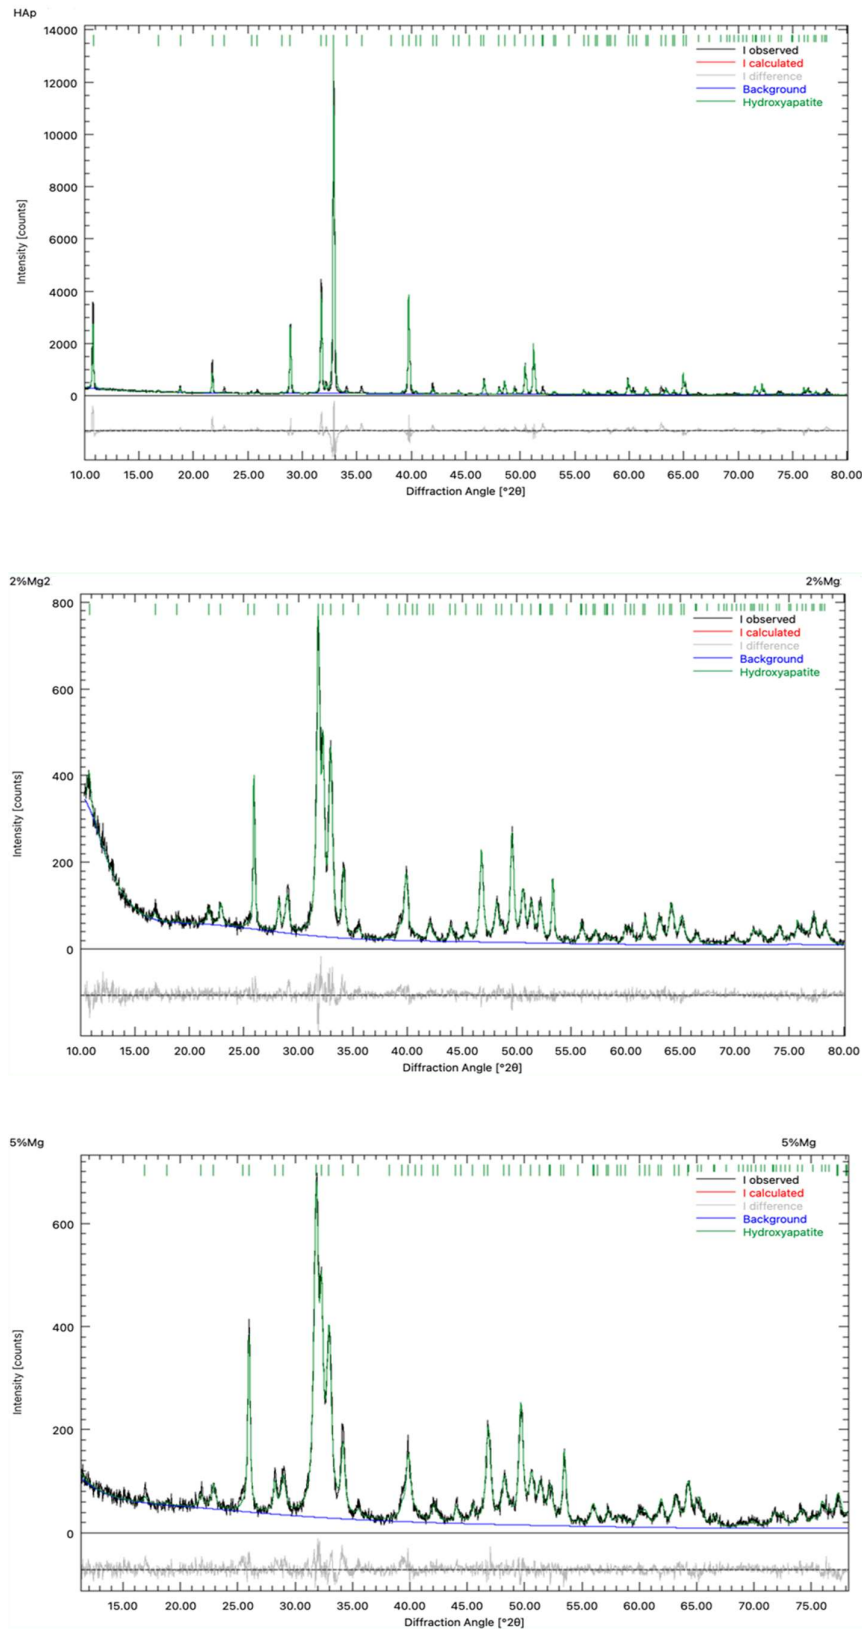 HAp
14000
12000
10000
8000
6000
4000
2000
0
Intensity [counts]
I observed
I calculated
I difference
Background
Hydroxyapatite
10.00 15.00 20.00 25.00 30.00 35.00 40.00 45.00 50.00 55.00 60.00 65.00 70.00 75.00 80.00
Diffraction Angle [°2θ]
2%Mg2 2%Mg
800
600
400
200
0
Intensity [counts]
I observed
I calculated
I difference
Background
Hydroxyapatite
10.00 15.00 20.00 25.00 30.00 35.00 40.00 45.00 50.00 55.00 60.00 65.00 70.00 75.00 80.00
Diffraction Angle [°2θ]
5%Mg 5%Mg
600
400
200
0
Intensity [counts]
I observed
I calculated
I difference
Background
Hydroxyapatite
15.00 20.00 25.00 30.00 35.00 40.00 45.00 50.00 55.00 60.00 65.00 70.00 75.00
Diffraction Angle [°2θ]